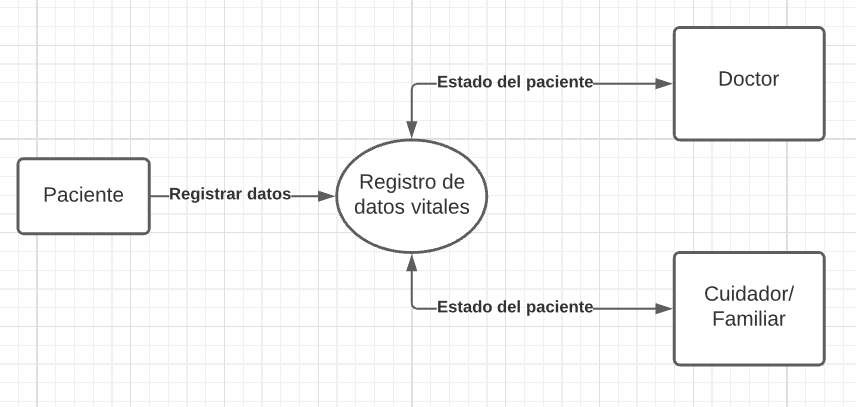 Estado del paciente
Doctor
Paciente
Registrar datos
Registro de
datos vitales
Estado del paciente
Cuidador/
Familiar